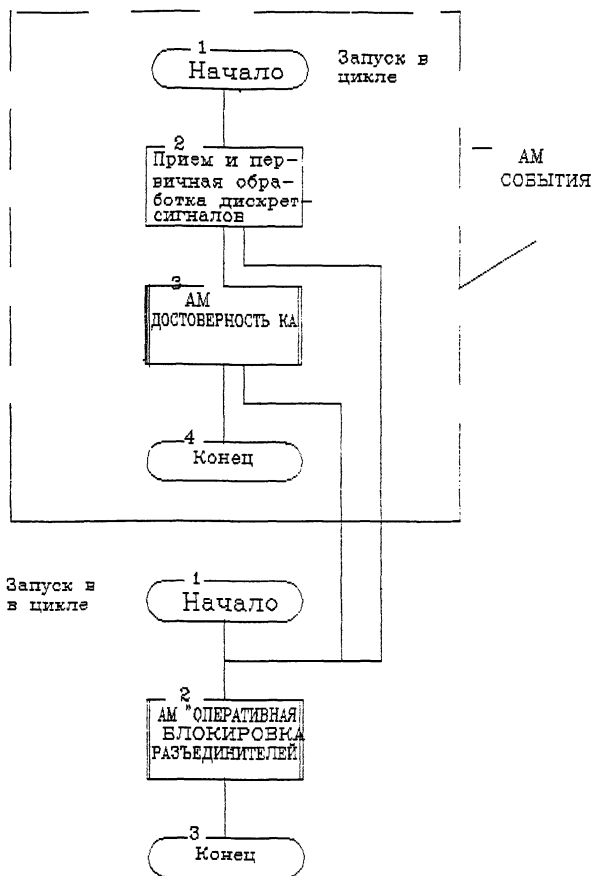 1
Начало
Запуск в
цикле
2
Прием и пер-
вичная обра-
ботка дискрет-
сигналов
АМ
СОБЫТИЯ
3
АМ
ДОСТОВЕРНОСТЬ КА
4
Конец
Запуск в
в цикле
1
Начало
2
АМ "ОПЕРАТИВНАЯ
БЛОКИРОВКА
РАЗЪЕДИНИТЕЛЕЙ
3
Конец